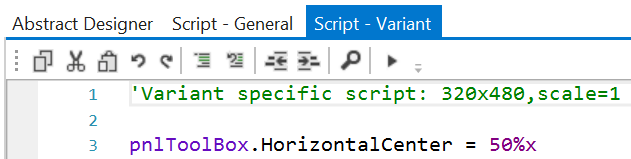 Abstract Designer Script - General Script - Variant
1 'Variant specific script: 320x480,scale=1
2
3 pnlToolBox.HorizontalCenter = 50%x